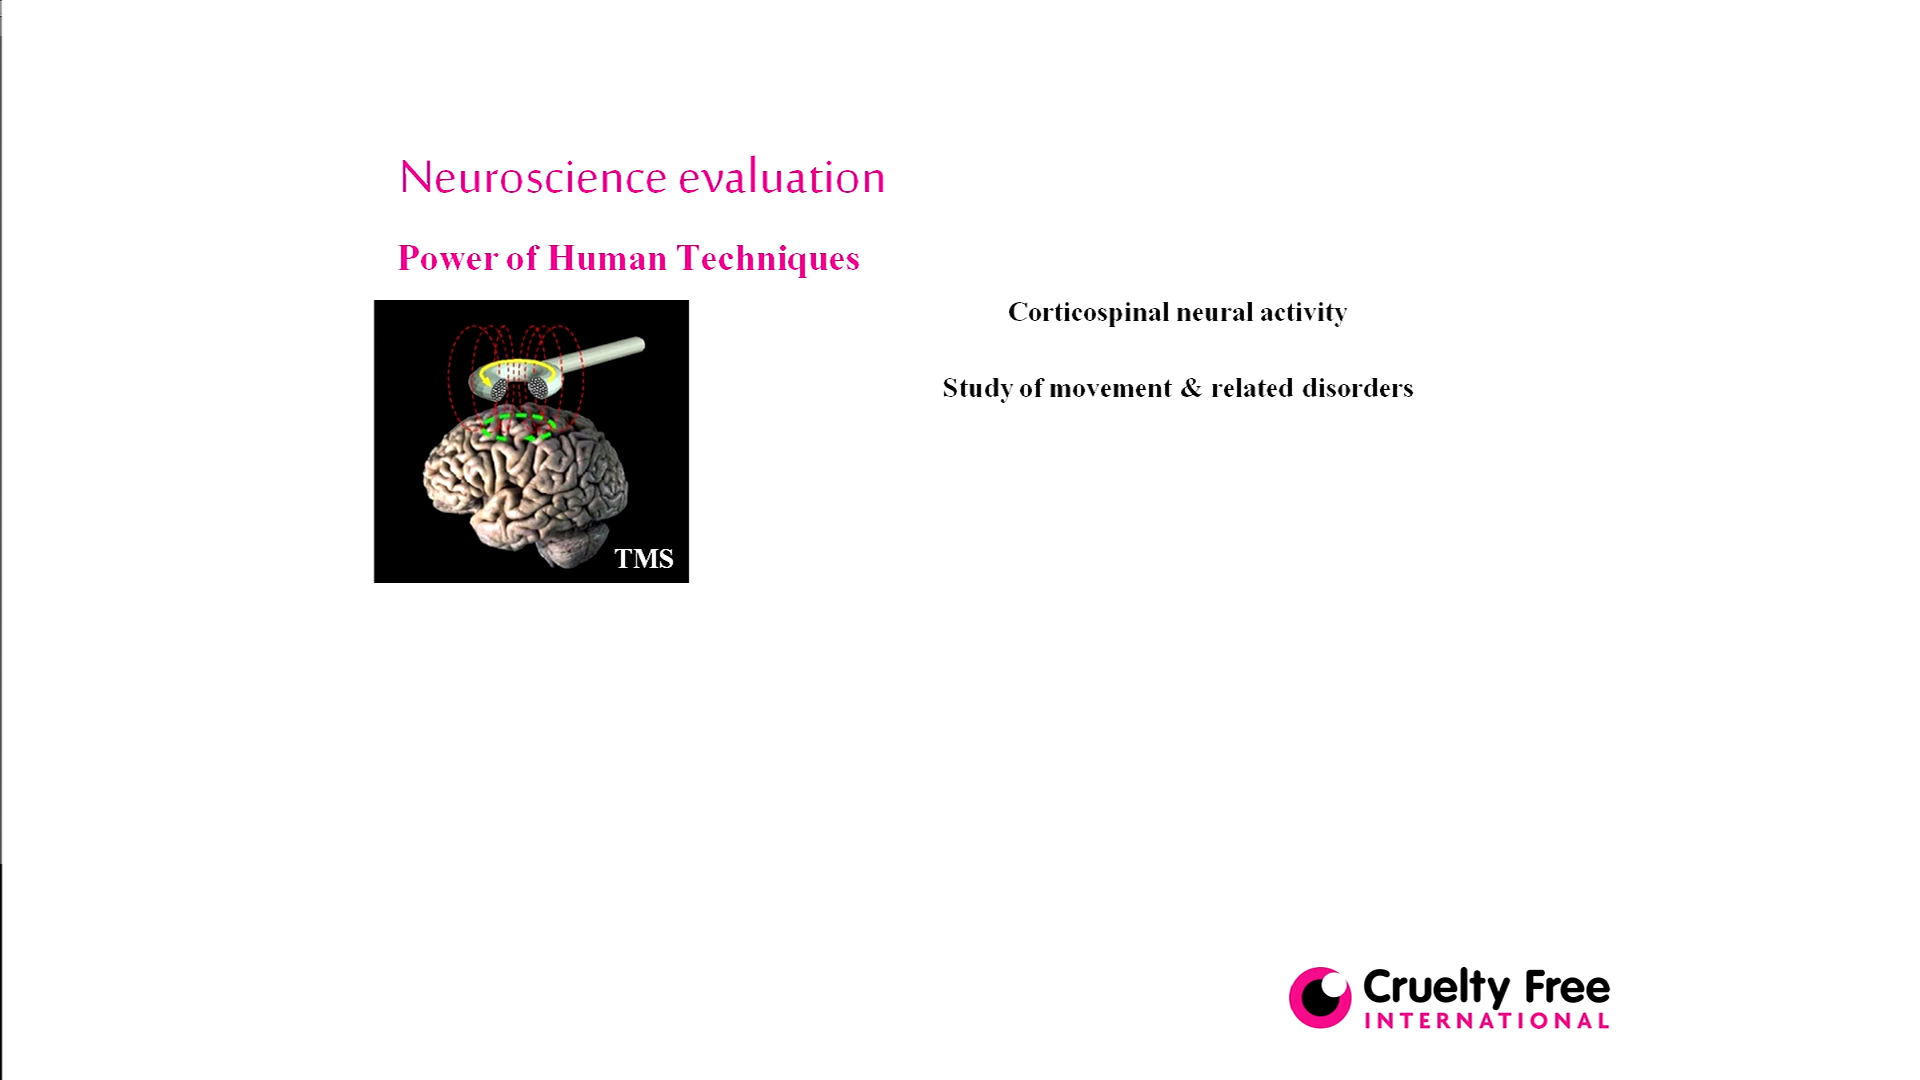 Neuroscience evaluation
Power of Human Techniques
Corticospinal neural activity
Study of movement & related disorders
TMS
Cruelty Free
INTERNATIONAL